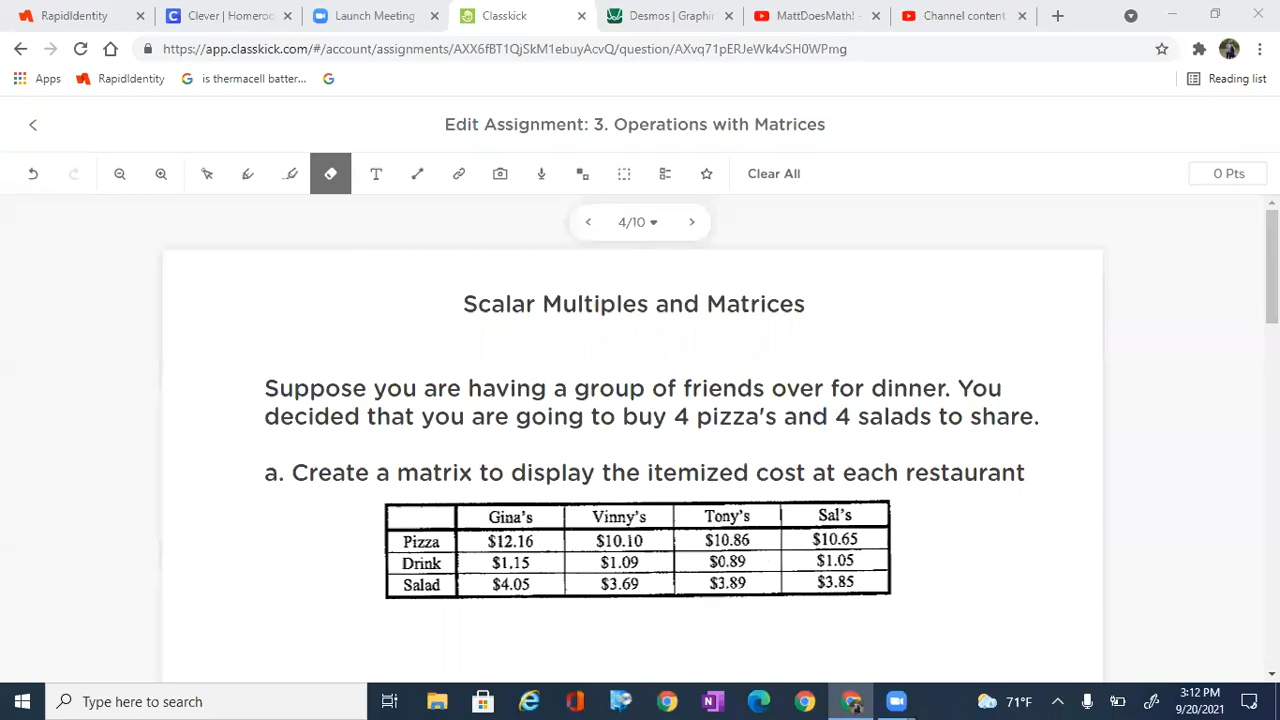 RapidIdentity
Clever | Homeroo
Launch Meeting
Classkick
Desmos | Graphi
MattDoesMath! -
Channel content
https://app.classkick.com/#/account/assignments/AXX6fBT1QjSkM1ebuyAcvQ/question/AXvq71pERJeWk4vSH0WPmg
Apps
RapidIdentity
is thermacell batter...
Reading list
Edit Assignment: 3. Operations with Matrices
T
Clear All
0 Pts
4/10
Scalar Multiples and Matrices
Suppose you are having a group of friends over for dinner. You
decided that you are going to buy 4 pizza's and 4 salads to share.
a. Create a matrix to display the itemized cost at each restaurant
Gina's Vinny's Tony's Sal's
Pizza $12.16 $10.10 $10.86 $10.65
Drink $1.15 $1.09 $0.89 $1.05
Salad $4.05 $3.69 $3.89 $3.85
Type here to search
71°F
3:12 PM
9/20/2021